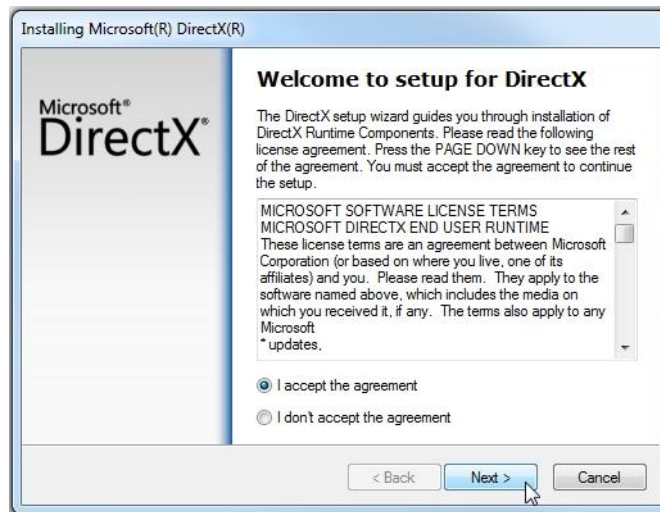 Installing Microsoft(R) DirectX(R)
Microsoft®
DirectX®
Welcome to setup for DirectX
The DirectX setup wizard guides you through installation of
DirectX Runtime Components. Please read the following
license agreement. Press the PAGE DOWN key to see the rest
of the agreement. You must accept the agreement to continue
the setup.
MICROSOFT SOFTWARE LICENSE TERMS
MICROSOFT DIRECTX END USER RUNTIME
These license terms are an agreement between Microsoft
Corporation (or based on where you live, one of its
affiliates) and you.  Please read them.  They apply to the
software named above, which includes the media on
which you received it, if any.  The terms also apply to any
Microsoft
* updates,
I accept the agreement
I don't accept the agreement
< Back
Next >
Cancel